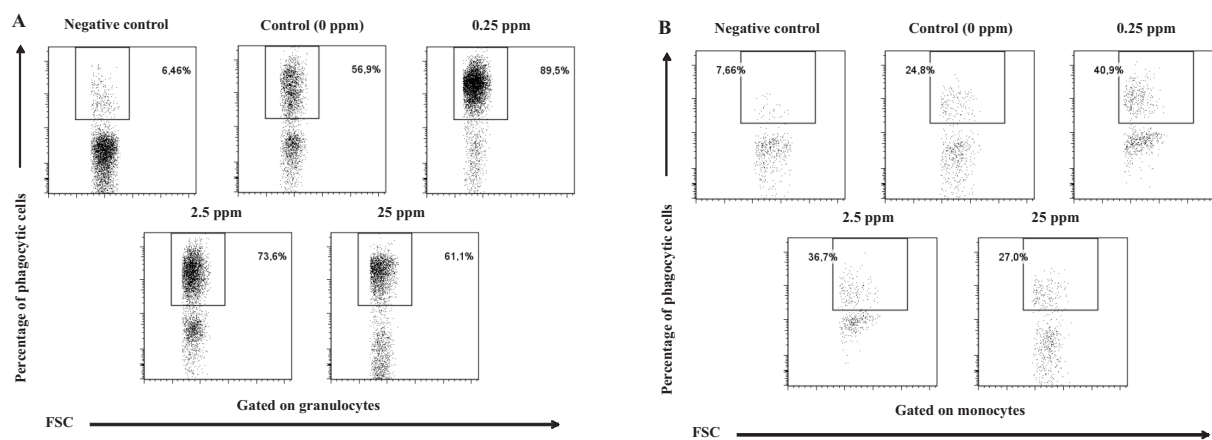 A
Negative control
Control (0 ppm)
0.25 ppm
6,46%
56,9%
89,5%
2.5 ppm
25 ppm
73,6%
61,1%
Percentage of phagocytic cells
Gated on granulocytes
FSC
B
Negative control
Control (0 ppm)
0.25 ppm
7,66%
24,8%
40,9%
2.5 ppm
25 ppm
36,7%
27,0%
Percentage of phagocytic cells
Gated on monocytes
FSC